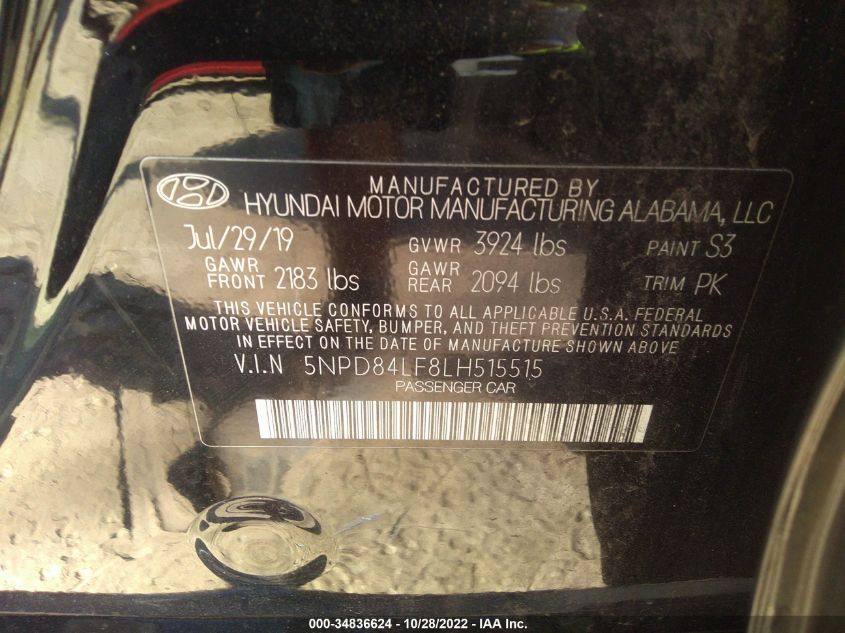 MANUFACTURED BY
HYUNDAI MOTOR MANUFACTURING ALABAMA, LLC
Jul/29/19 GVWR 3924 lbs PAINT S3
GAWR FRONT 2183 lbs GAWR REAR 2094 lbs TRIM PK
THIS VEHICLE CONFORMS TO ALL APPLICABLE U.S.A. FEDERAL
MOTOR VEHICLE SAFETY, BUMPER, AND THEFT PREVENTION STANDARDS
IN EFFECT ON THE DATE OF MANUFACTURE SHOWN ABOVE
V.I.N 5NPD84LF8LH515515
PASSENGER CAR
000-34836624 - 10/28/2022 - IAA Inc.